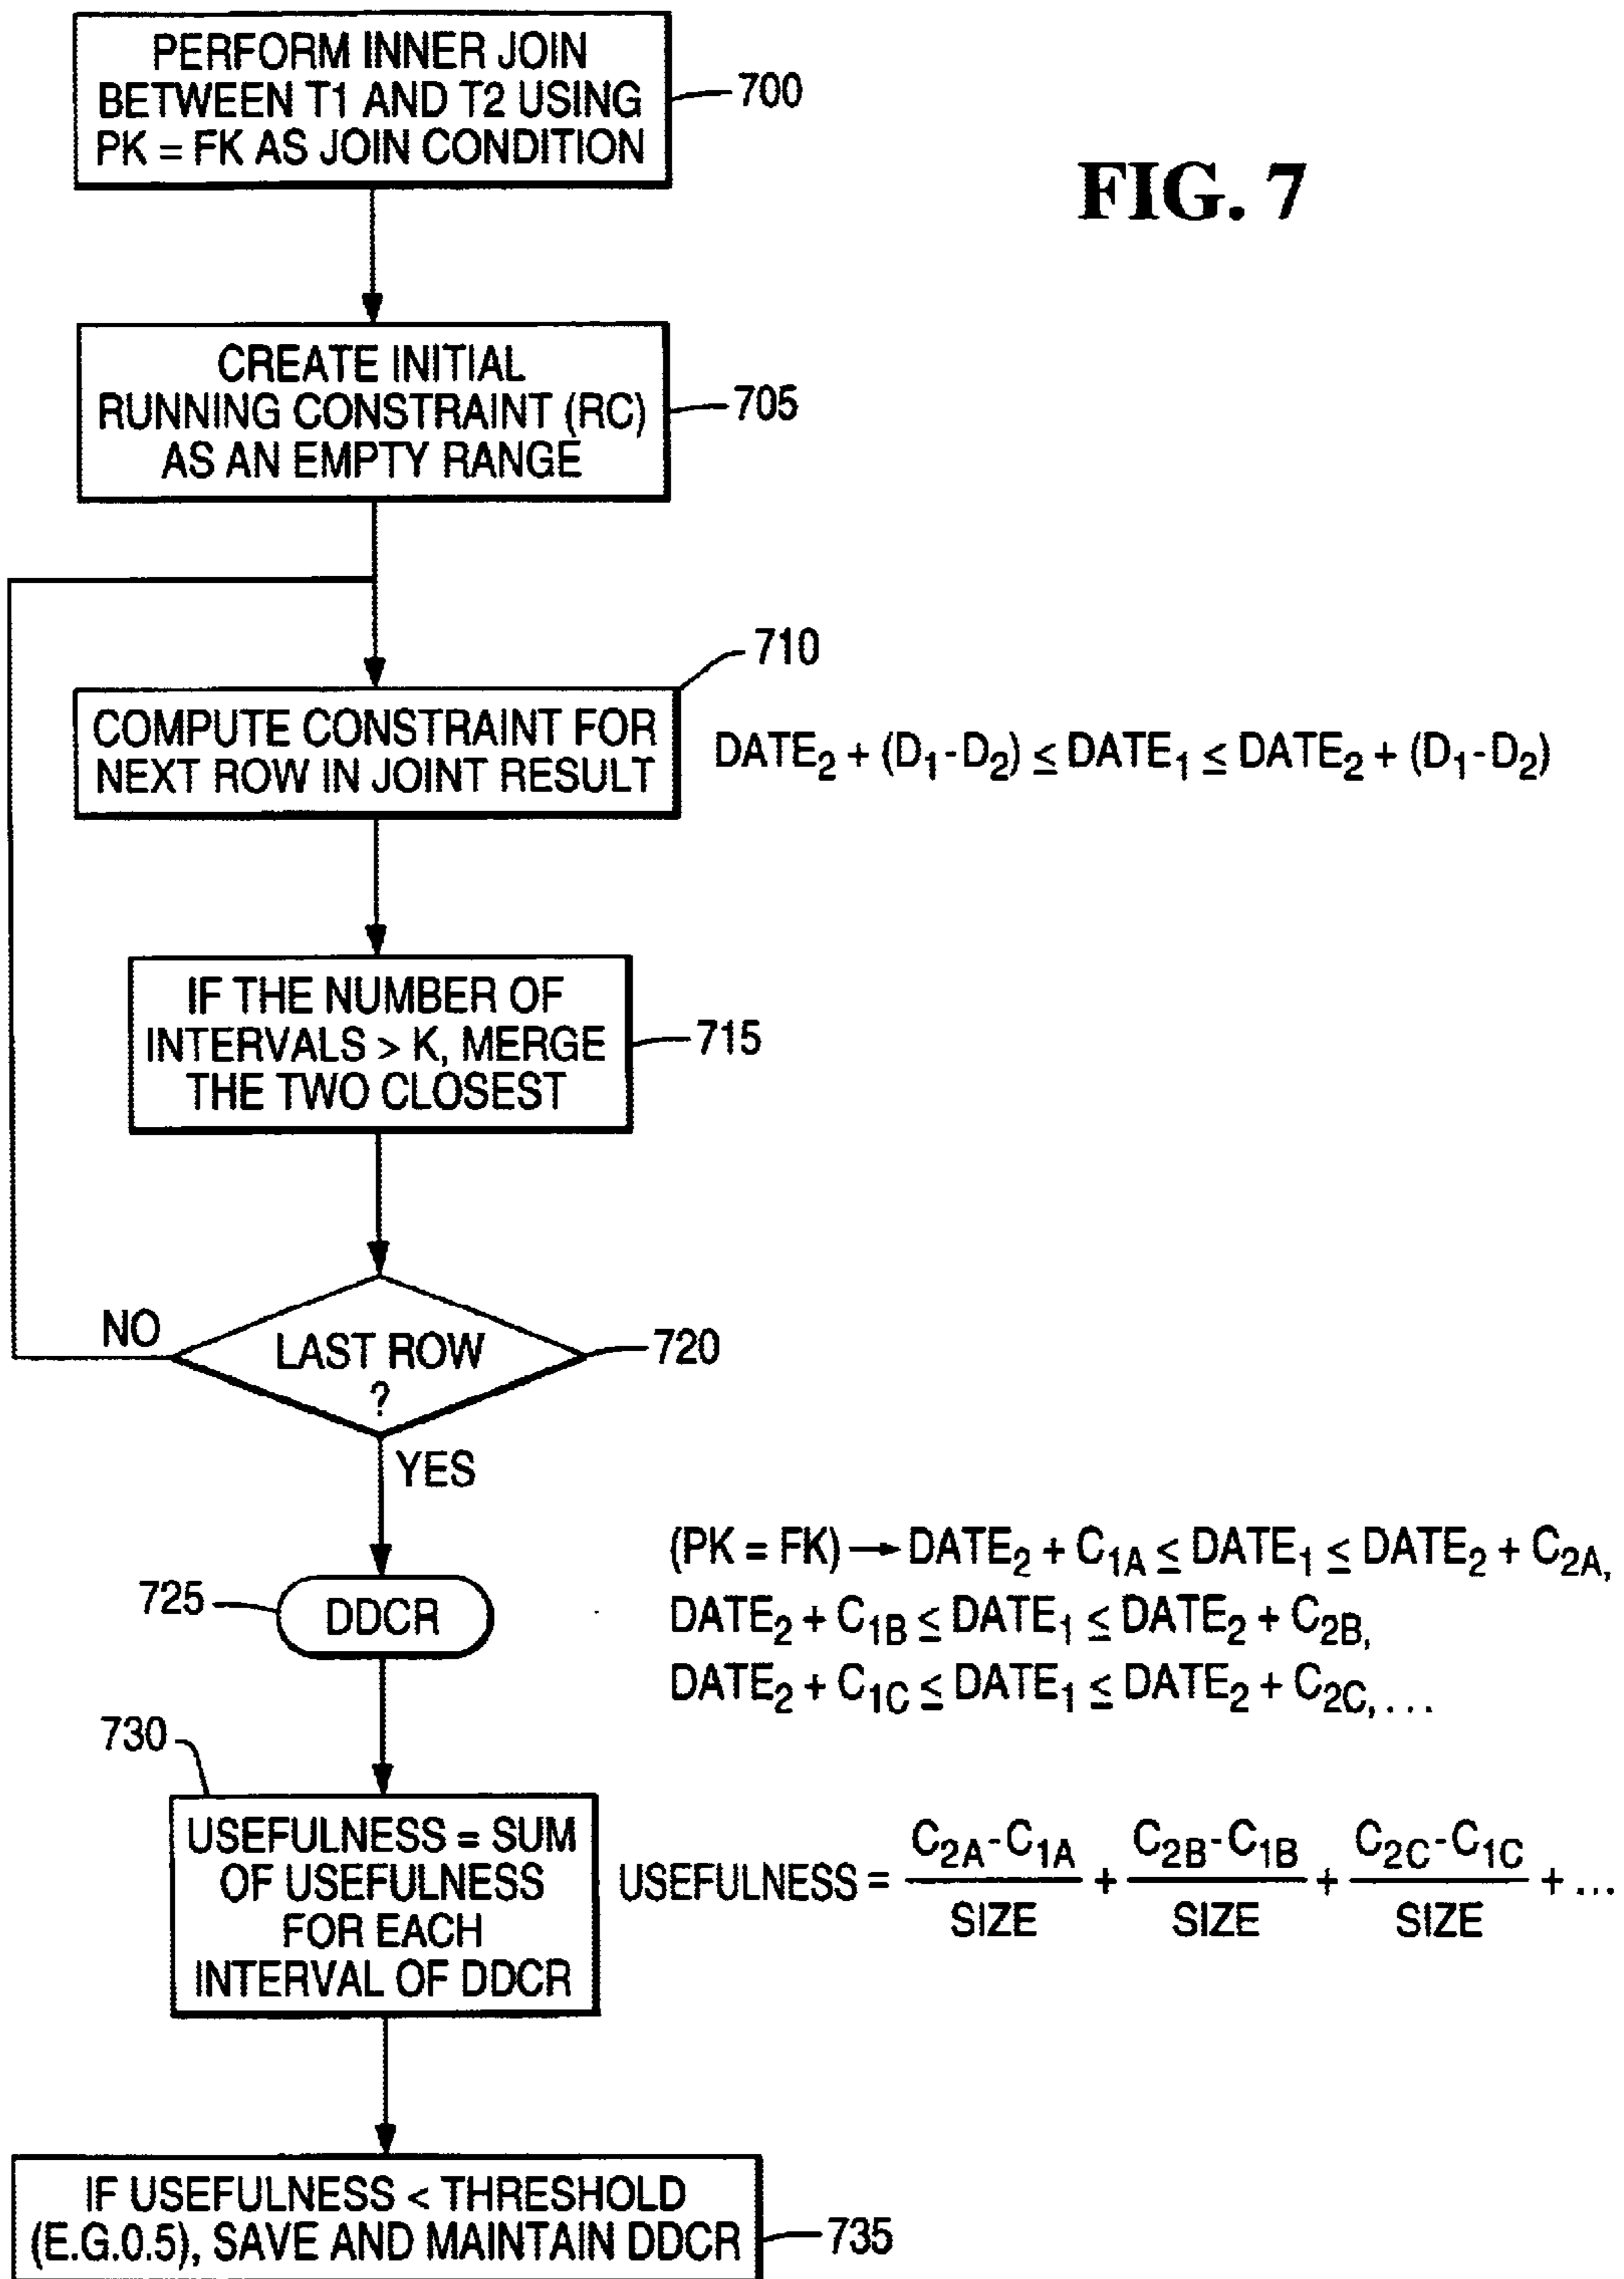 PERFORM INNER JOIN
BETWEEN T1 AND T2 USING
PK = FK AS JOIN CONDITION
700
FIG. 7
CREATE INITIAL
RUNNING CONSTRAINT (RC)
AS AN EMPTY RANGE
705
710
COMPUTE CONSTRAINT FOR
NEXT ROW IN JOINT RESULT
DATE₂ + (D₁-D₂) ≤ DATE₁ ≤ DATE₂ + (D₁-D₂)
IF THE NUMBER OF
INTERVALS > K, MERGE
THE TWO CLOSEST
715
NO
LAST ROW
?
720
YES
725
DDCR
(PK = FK) → DATE₂ + C₁A ≤ DATE₁ ≤ DATE₂ + C₂A,
DATE₂ + C₁B ≤ DATE₁ ≤ DATE₂ + C₂B,
DATE₂ + C₁C ≤ DATE₁ ≤ DATE₂ + C₂C, ...
730
USEFULNESS = SUM
OF USEFULNESS
FOR EACH
INTERVAL OF DDCR
USEFULNESS = C₂A-C₁A / SIZE + C₂B-C₁B / SIZE + C₂C-C₁C / SIZE + ...
IF USEFULNESS < THRESHOLD
(E.G.0.5), SAVE AND MAINTAIN DDCR
735